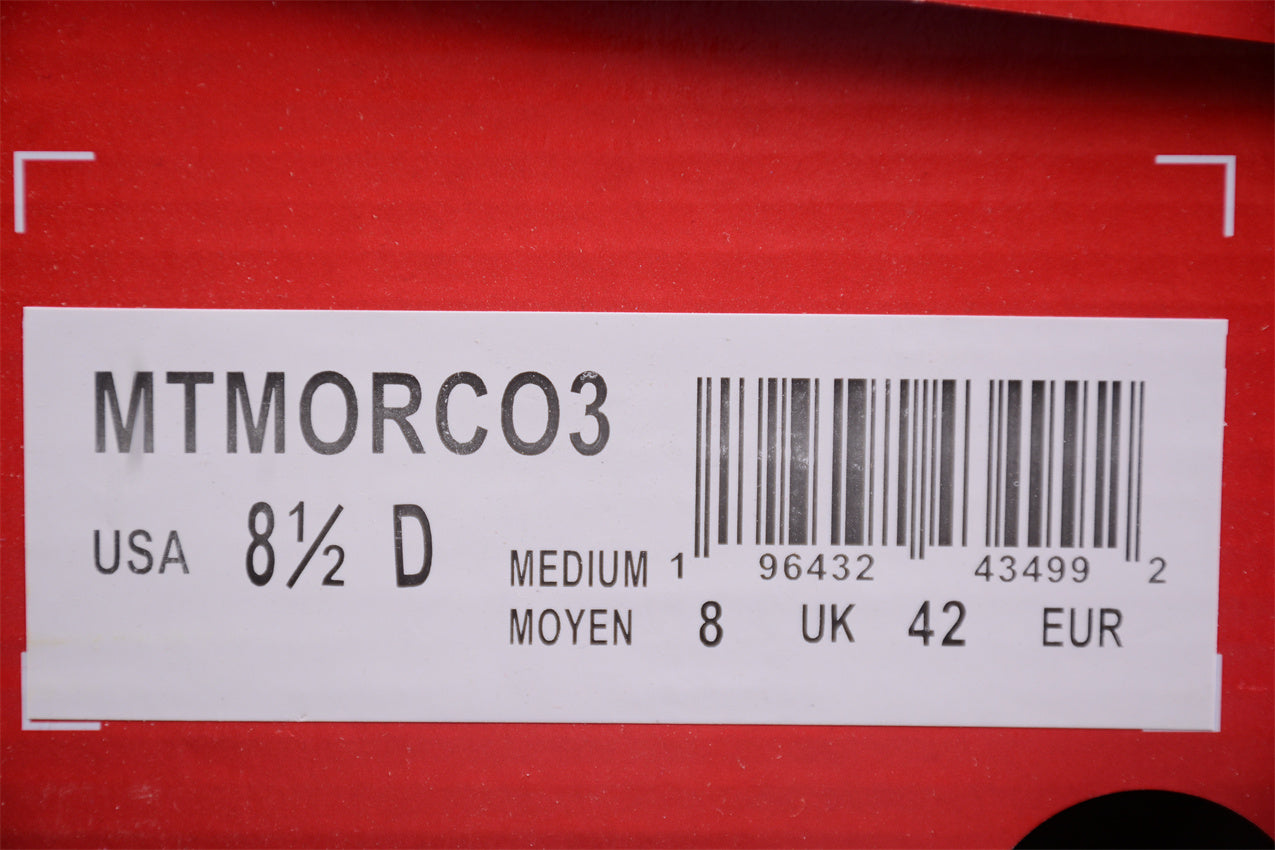 MTMORCO3
USA 8½ D
MEDIUM 1 96432 43499 2
MOYEN 8 UK 42 EUR